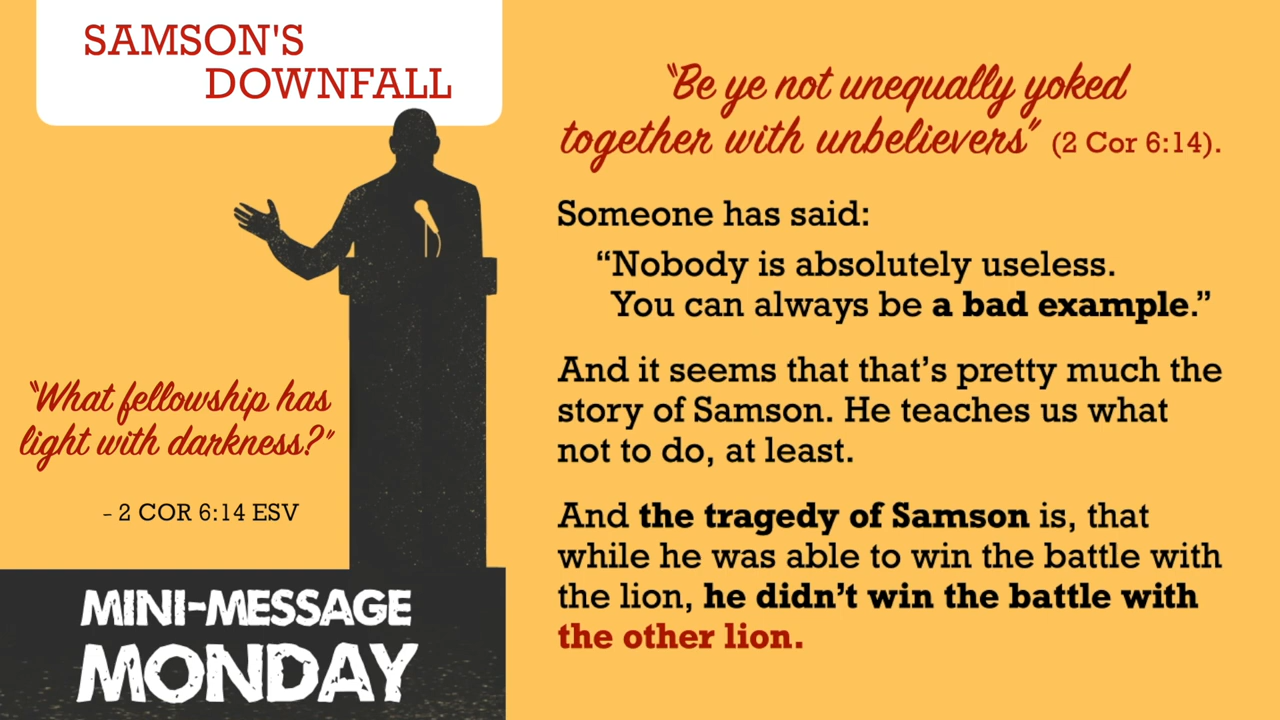 SAMSON'S
DOWNFALL
"What fellowship has
light with darkness?"
- 2 COR 6:14 ESV
MINI-MESSAGE
MONDAY
"Be ye not unequally yoked
together with unbelievers" (2 Cor 6:14).
Someone has said:
“Nobody is absolutely useless.
You can always be a bad example.”
And it seems that that’s pretty much the
story of Samson. He teaches us what
not to do, at least.
And the tragedy of Samson is, that
while he was able to win the battle with
the lion, he didn’t win the battle with
the other lion.